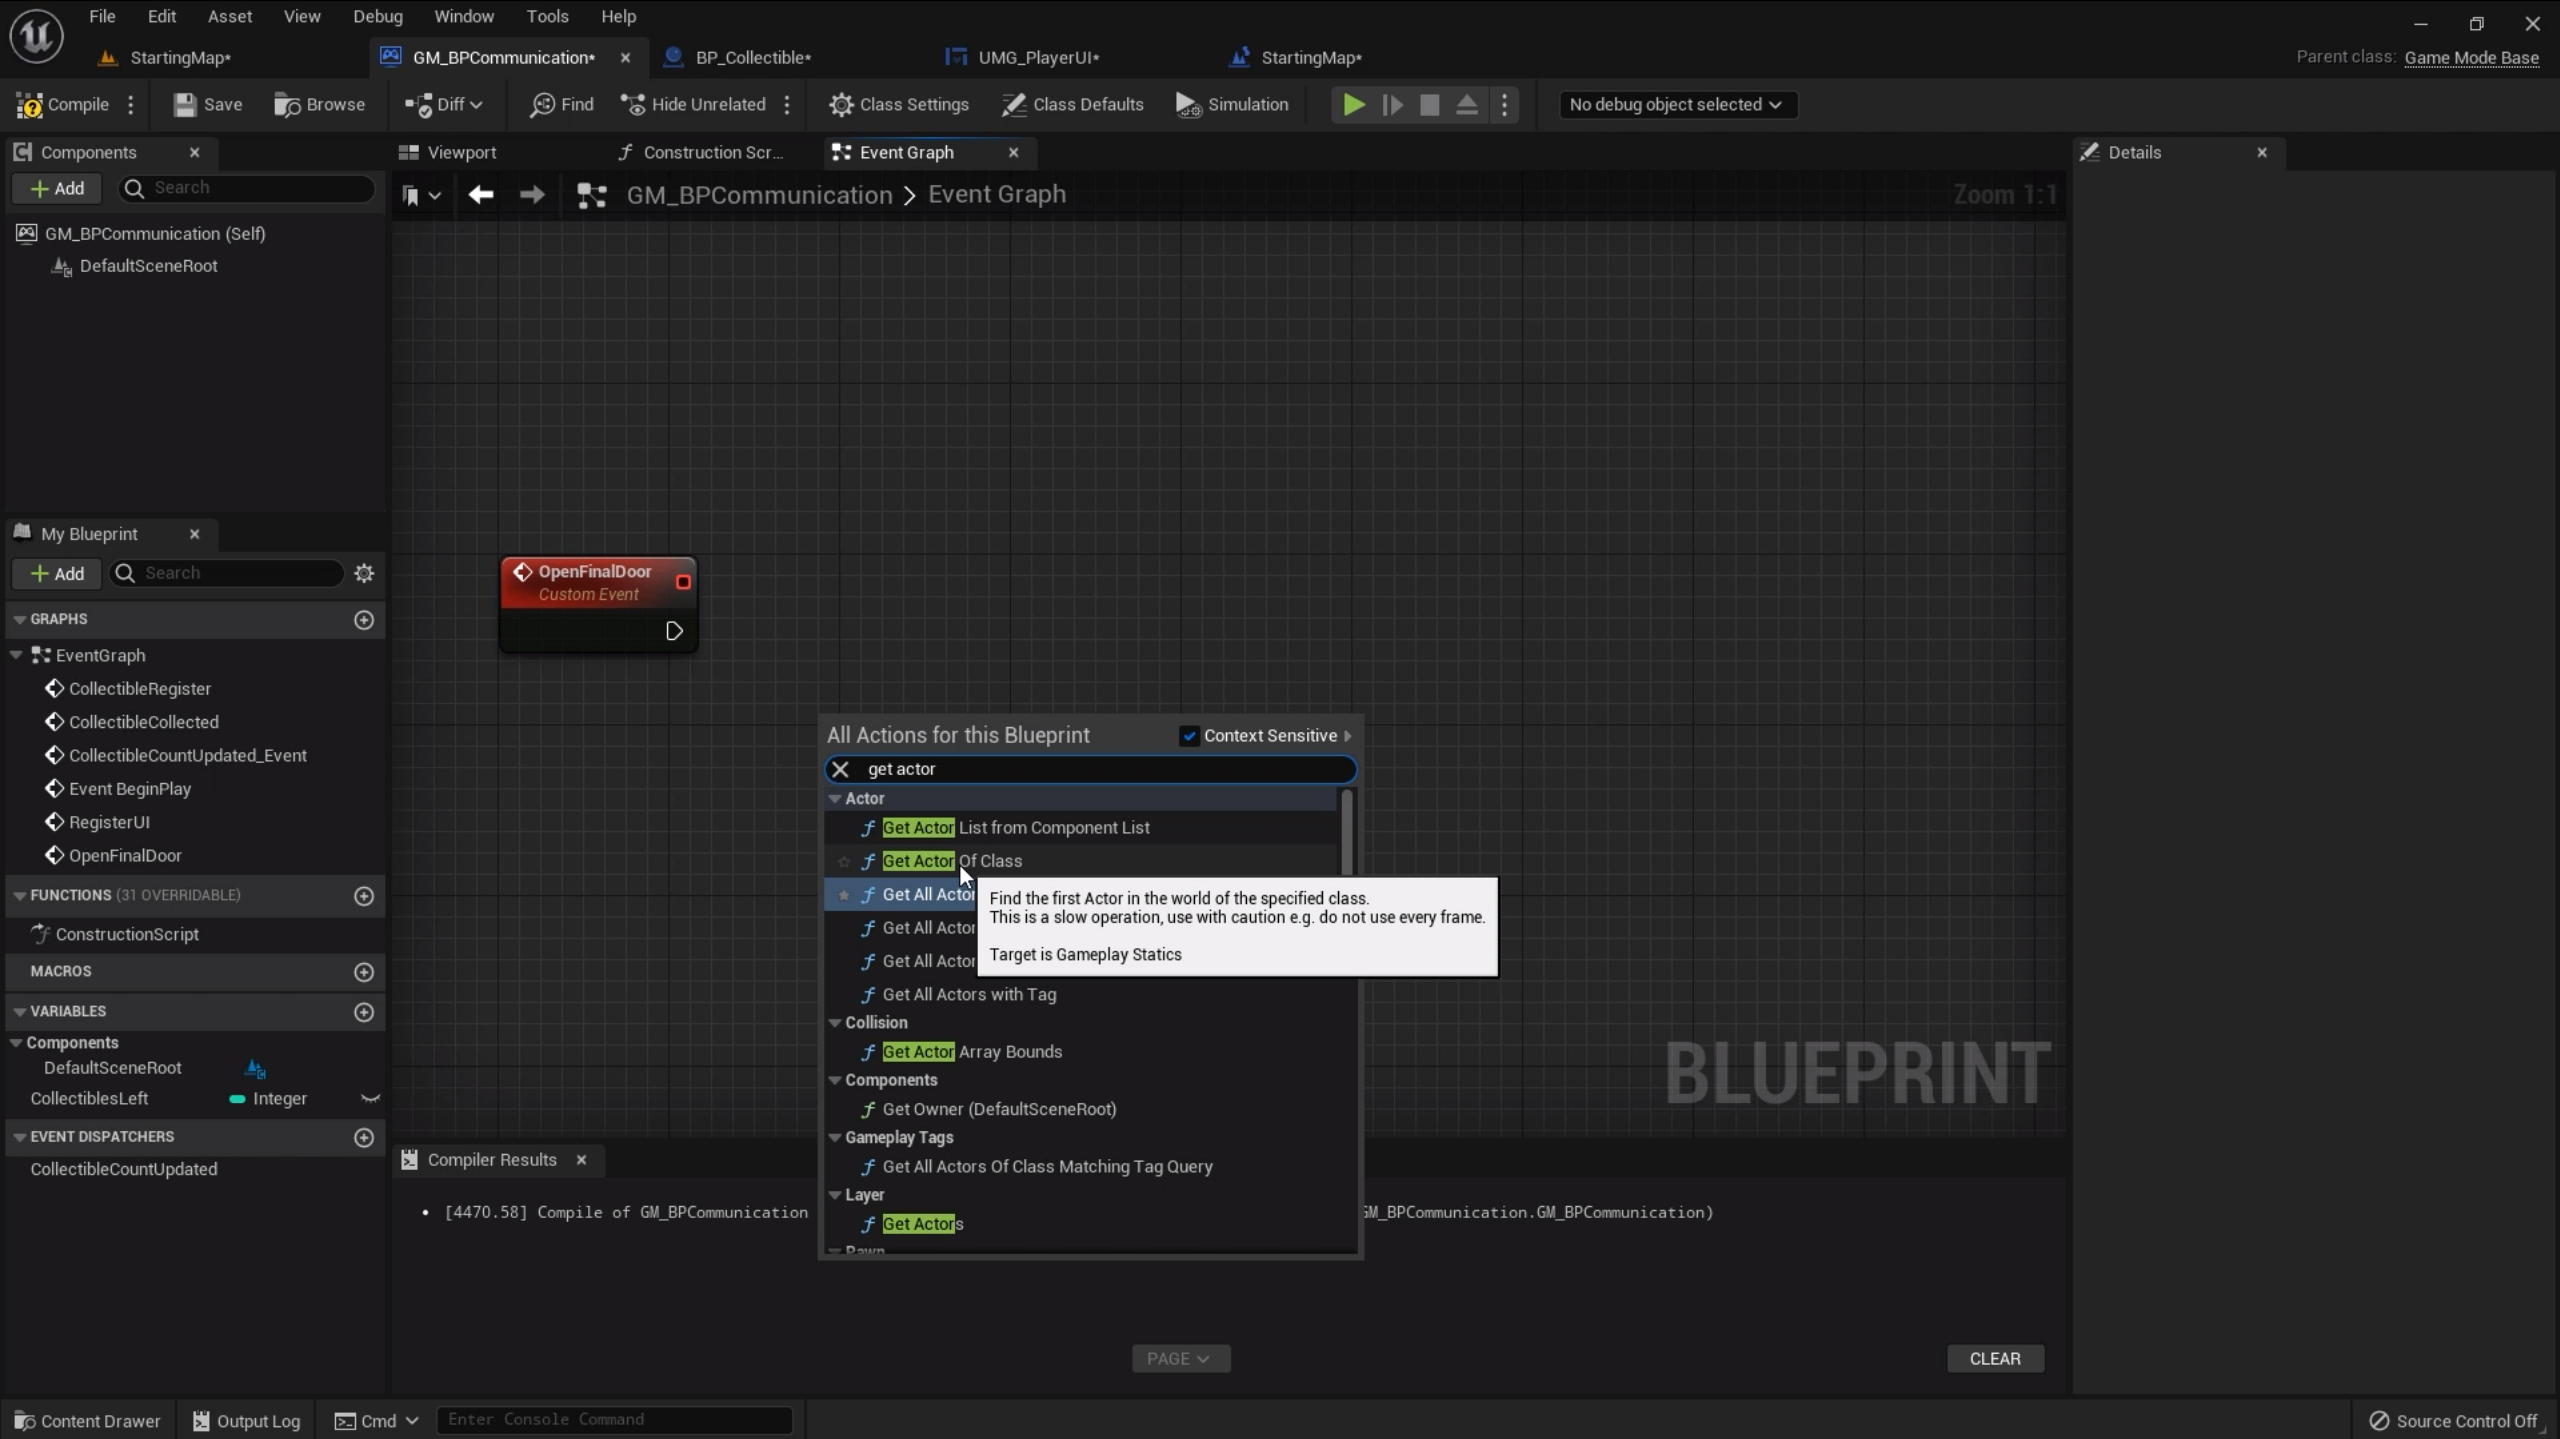 File Edit Asset View Debug Window Tools Help
StartingMap* GM_BPCommunication* BP_Collectible* UMG_PlayerUI* StartingMap* Parent class: Game Mode Base
Compile Save Browse Diff Find Hide Unrelated Class Settings Class Defaults Simulation No debug object selected
Components Viewport Construction Scr... Event Graph Details
Add Search GM_BPCommunication > Event Graph Zoom 1:1
GM_BPCommunication (Self)
DefaultSceneRoot
My Blueprint
Add Search
OpenFinalDoor
Custom Event
GRAPHS
EventGraph
CollectibleRegister
CollectibleCollected
CollectibleCountUpdated_Event
Event BeginPlay
RegisterUI
OpenFinalDoor
FUNCTIONS (31 OVERRIDABLE)
ConstructionScript
MACROS
VARIABLES
Components
DefaultSceneRoot
CollectiblesLeft Integer
EVENT DISPATCHERS
CollectibleCountUpdated
All Actions for this Blueprint Context Sensitive
get actor
Actor
Get Actor List from Component List
Get Actor Of Class
Get All Actor
Get All Actor
Get All Actor
Get All Actors with Tag
Find the first Actor in the world of the specified class.
This is a slow operation, use with caution e.g. do not use every frame.
Target is Gameplay Statics
Collision
Get Actor Array Bounds
Components
Get Owner (DefaultSceneRoot)
Gameplay Tags
Get All Actors Of Class Matching Tag Query
Layer
Get Actors
Pawn
BLUEPRINT
Compiler Results
[4470.58] Compile of GM_BPCommunication GM_BPCommunication.GM_BPCommunication)
PAGE CLEAR
Content Drawer Output Log Cmd Enter Console Command Source Control Off